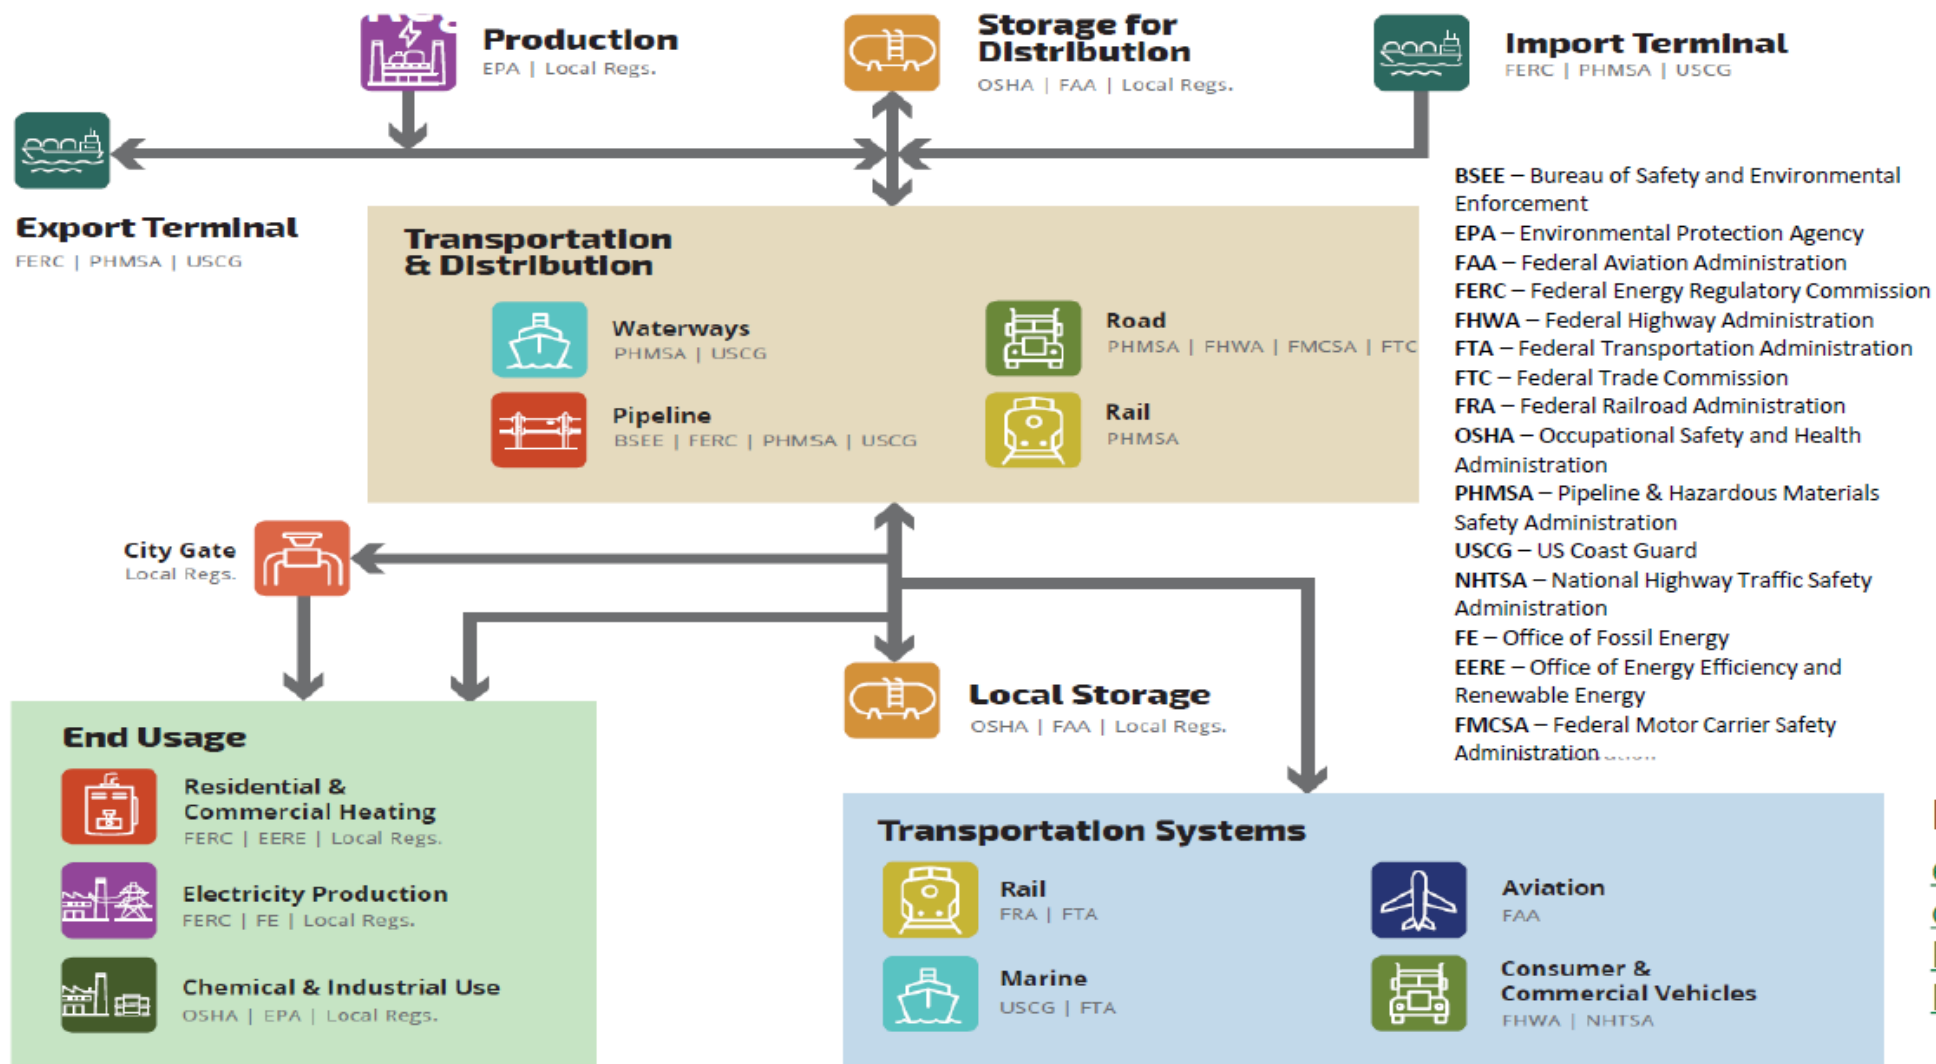 Production
EPA | Local Regs.
Storage for
Distribution
OSHA | FAA | Local Regs.
Import Terminal
FERC | PHMSA | USCG
Export Terminal
FERC | PHMSA | USCG
Transportation
& Distribution
Waterways
PHMSA | USCG
Road
PHMSA | FHWA | FMCSA | FTC
Pipeline
BSEE | FERC | PHMSA | USCG
Rail
PHMSA
BSEE – Bureau of Safety and Environmental
Enforcement
EPA – Environmental Protection Agency
FAA – Federal Aviation Administration
FERC – Federal Energy Regulatory Commission
FHWA – Federal Highway Administration
FTA – Federal Transportation Administration
FTC – Federal Trade Commission
FRA – Federal Railroad Administration
OSHA – Occupational Safety and Health
Administration
PHMSA – Pipeline & Hazardous Materials
Safety Administration
USCG – US Coast Guard
NHTSA – National Highway Traffic Safety
Administration
FE – Office of Fossil Energy
EERE – Office of Energy Efficiency and
Renewable Energy
FMCSA – Federal Motor Carrier Safety
Administration
City Gate
Local Regs.
Local Storage
OSHA | FAA | Local Regs.
End Usage
Residential &
Commercial Heating
FERC | EERE | Local Regs.
Electricity Production
FERC | FE | Local Regs.
Chemical & Industrial Use
OSHA | EPA | Local Regs.
Transportation Systems
Rail
FRA | FTA
Aviation
FAA
Marine
USCG | FTA
Consumer &
Commercial Vehicles
FHWA | NHTSA